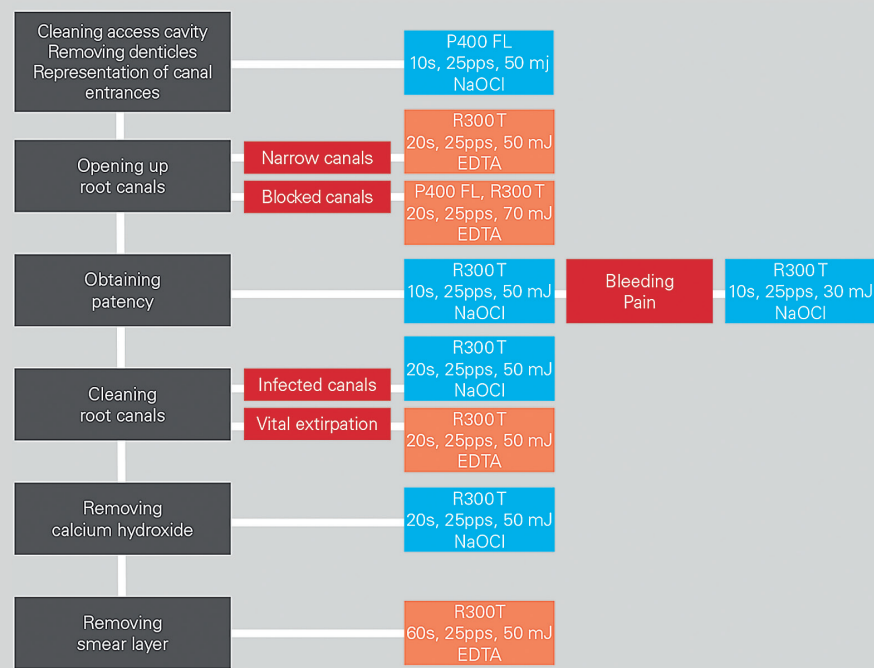 Cleaning access cavity
Removing denticles
Representation of canal
entrances
P400 FL
10s, 25pps, 50 mj
NaOCl
Opening up
root canals
Narrow canals
R300 T
20s, 25pps, 50 mJ
EDTA
Blocked canals
P400 FL, R300 T
20s, 25pps, 70 mJ
EDTA
Obtaining
patency
R300 T
10s, 25pps, 50 mJ
NaOCl
Bleeding
Pain
R300 T
10s, 25pps, 30 mJ
NaOCl
Cleaning
root canals
Infected canals
R300 T
20s, 25pps, 50 mJ
NaOCl
Vital extirpation
R300 T
20s, 25pps, 50 mJ
EDTA
Removing
calcium hydroxide
R300 T
20s, 25pps, 50 mJ
NaOCl
Removing
smear layer
R300T
60s, 25pps, 50 mJ
EDTA